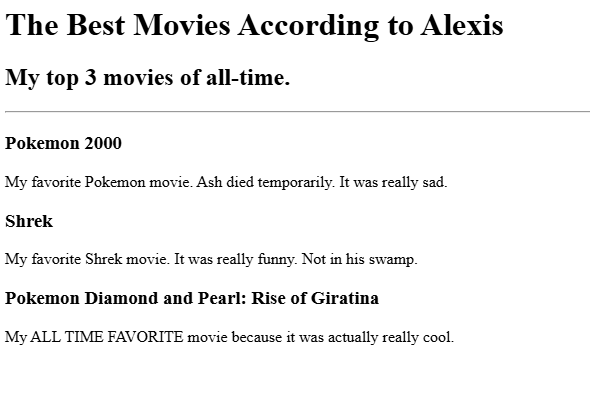 The Best Movies According to Alexis
My top 3 movies of all-time.
Pokemon 2000
My favorite Pokemon movie. Ash died temporarily. It was really sad.
Shrek
My favorite Shrek movie. It was really funny. Not in his swamp.
Pokemon Diamond and Pearl: Rise of Giratina
My ALL TIME FAVORITE movie because it was actually really cool.